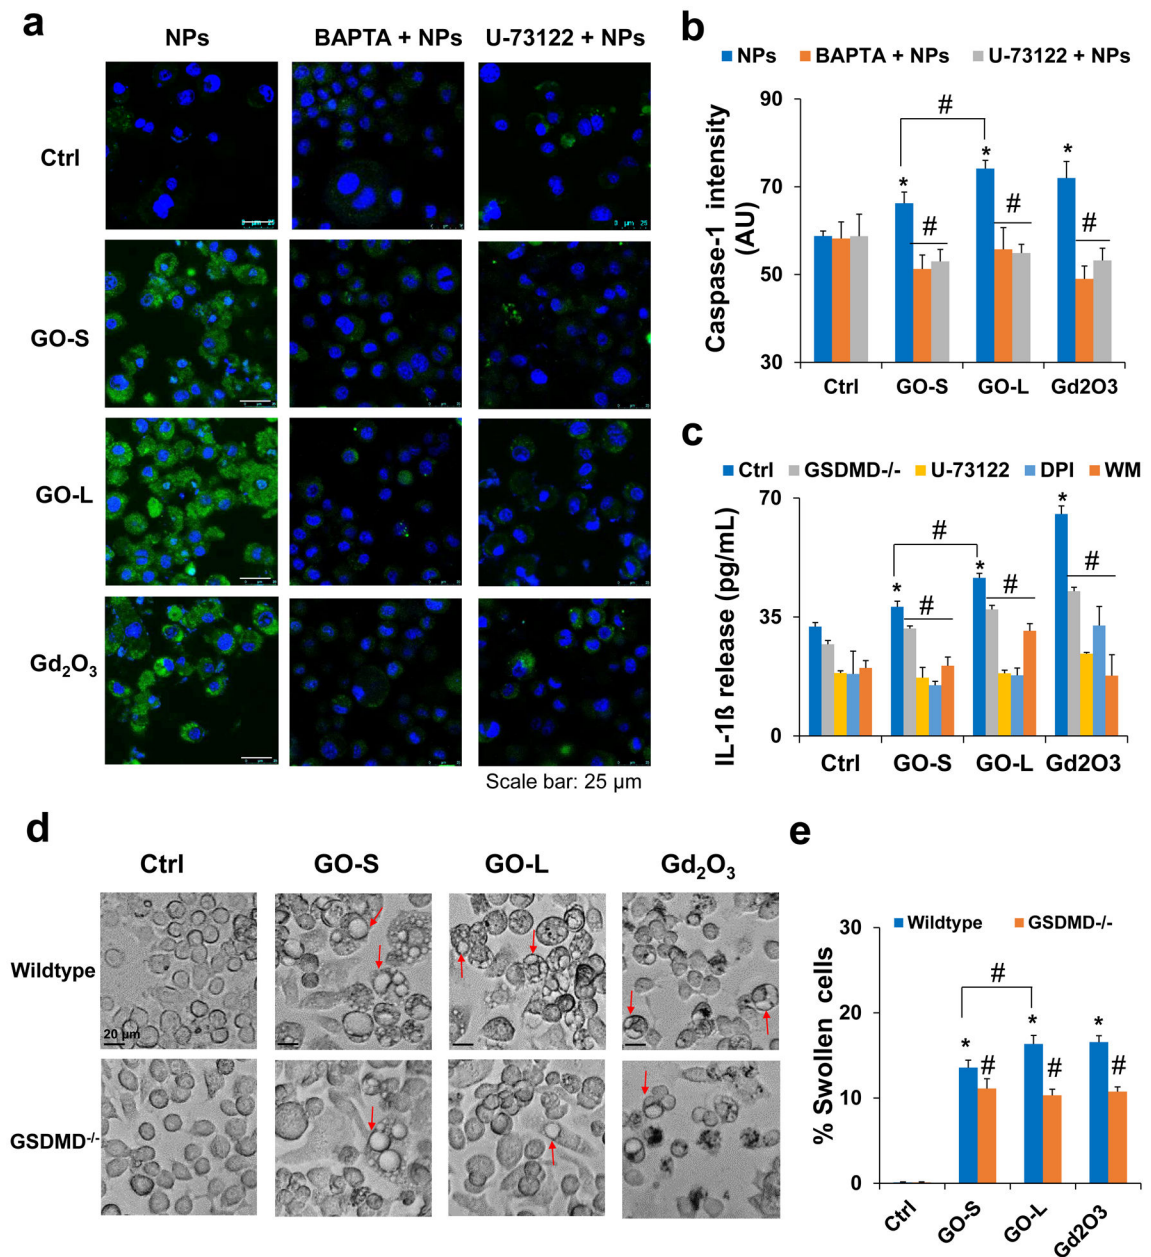 a
NPs BAPTA + NPs U-73122 + NPs
Ctrl
GO-S
GO-L
Gd₂O₃
Scale bar: 25 µm
b
NPs BAPTA + NPs U-73122 + NPs
Caspase-1 intensity
(AU)
90
70
50
30
# * * * # # #
Ctrl GO-S GO-L Gd2O3
c
Ctrl GSDMD-/- U-73122 DPI WM
IL-1ß release (pg/mL)
70
35
0
# * * * # # #
Ctrl GO-S GO-L Gd2O3
d
Ctrl GO-S GO-L Gd₂O₃
Wildtype
20 µm
GSDMD⁻/⁻
e
Wildtype GSDMD-/-
% Swollen cells
30
20
10
0
# * * * # # #
Ctrl GO-S GO-L Gd2O3